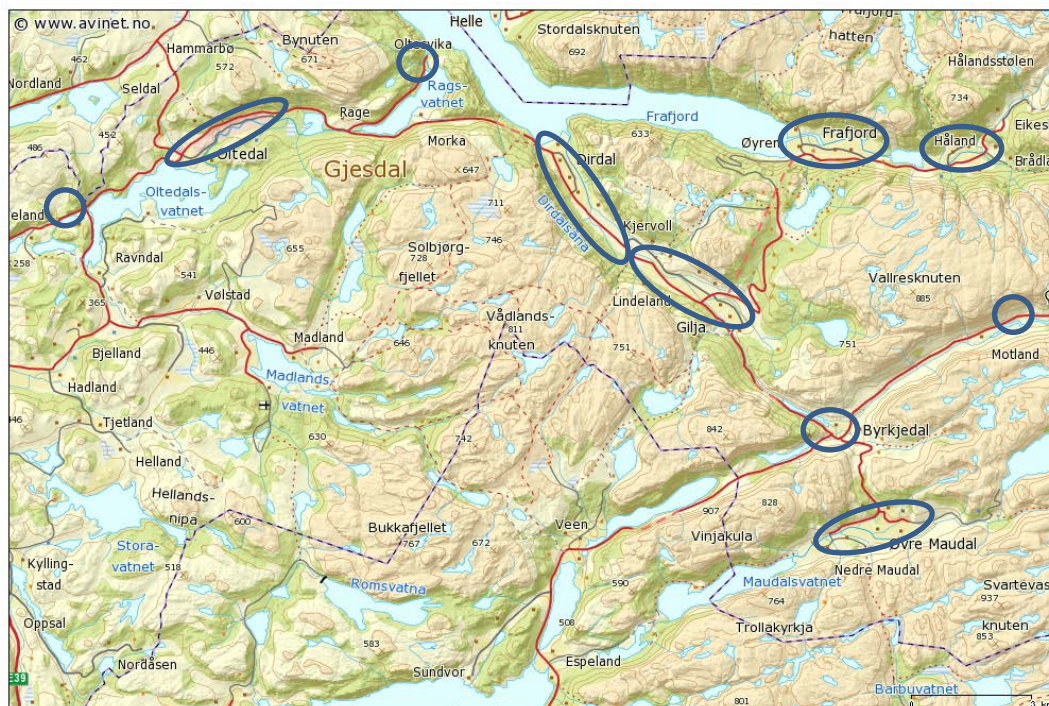 © www.avinet.no
Helle
Stordalsknuten
692
hatten
Hålandsstølen
462
Hammarbø
Bynuten
671
Oltesvika
572
Nordland
Seldal
Rags-
vatnet
734
Rage
Frafjord
Eikes
452
486
Morka
633
Øyren
Frafjord
Håland
Oltedal
Gjesdal
647
Dirdal
Oltedals-
vatnet
eland
711
Dirdalsåna
Kjervoll
746
655
Solbjørg-
728
fjellet
258
Ravndal
541
Vallresknuten
885
Vølstad
365
Lindeland
Vådlands-
811
knuten
Gilja
751
751
Madland
646
Bjelland
446
Motland
Hadland
Madlands-
vatnet
446
Tjetland
842
Byrkjedal
742
630
Helland
Hellands-
nipa
600
828
907
Bukkafjellet
767
672
Veen
Vinjakula
Øvre Maudal
Stora-
vatnet
518
Nedre Maudal
Kylling-
stad
Romsvatna
590
Maudalsvatnet
764
Svartevas
937
knuten
853
Oppsal
508
Trollakyrkja
583
Nordåsen
Sundvor
Espeland
E39
Barbuvatnet
801
3 km